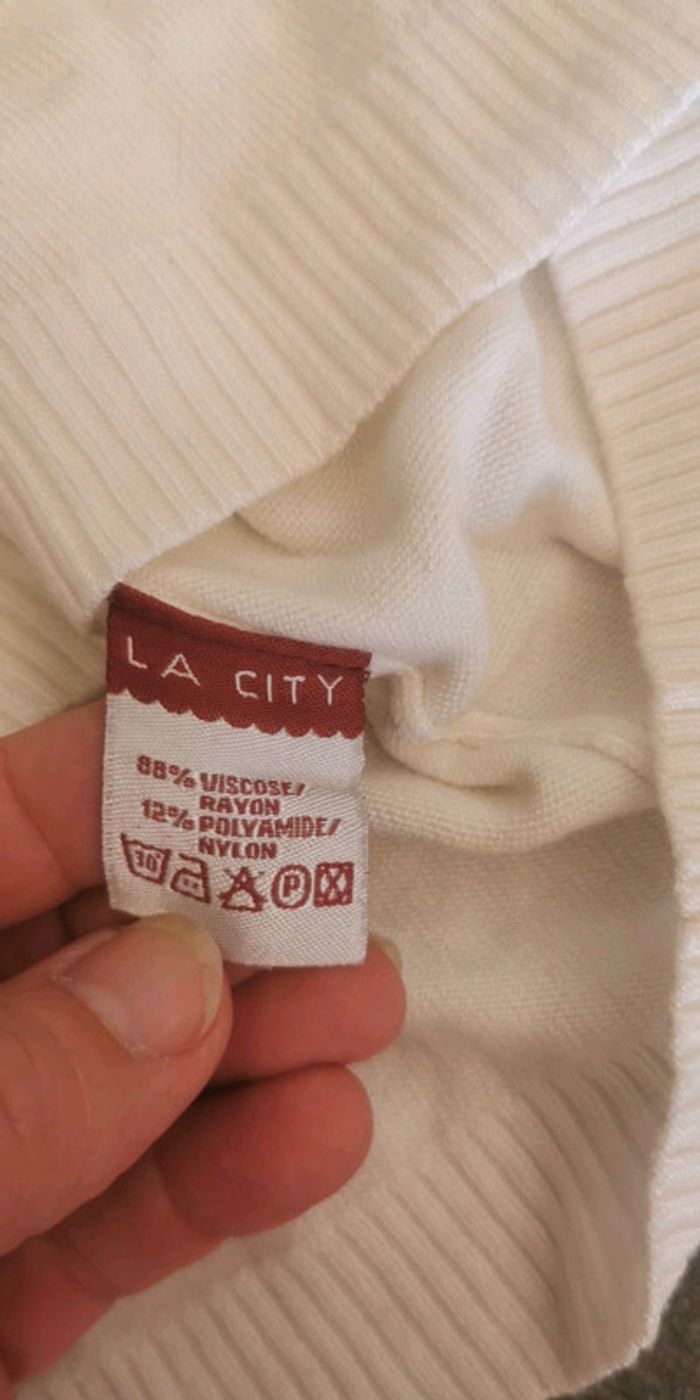 LA CITY
88% VISCOSE/
RAYON
12% POLYAMIDE/
NYLON
30° P